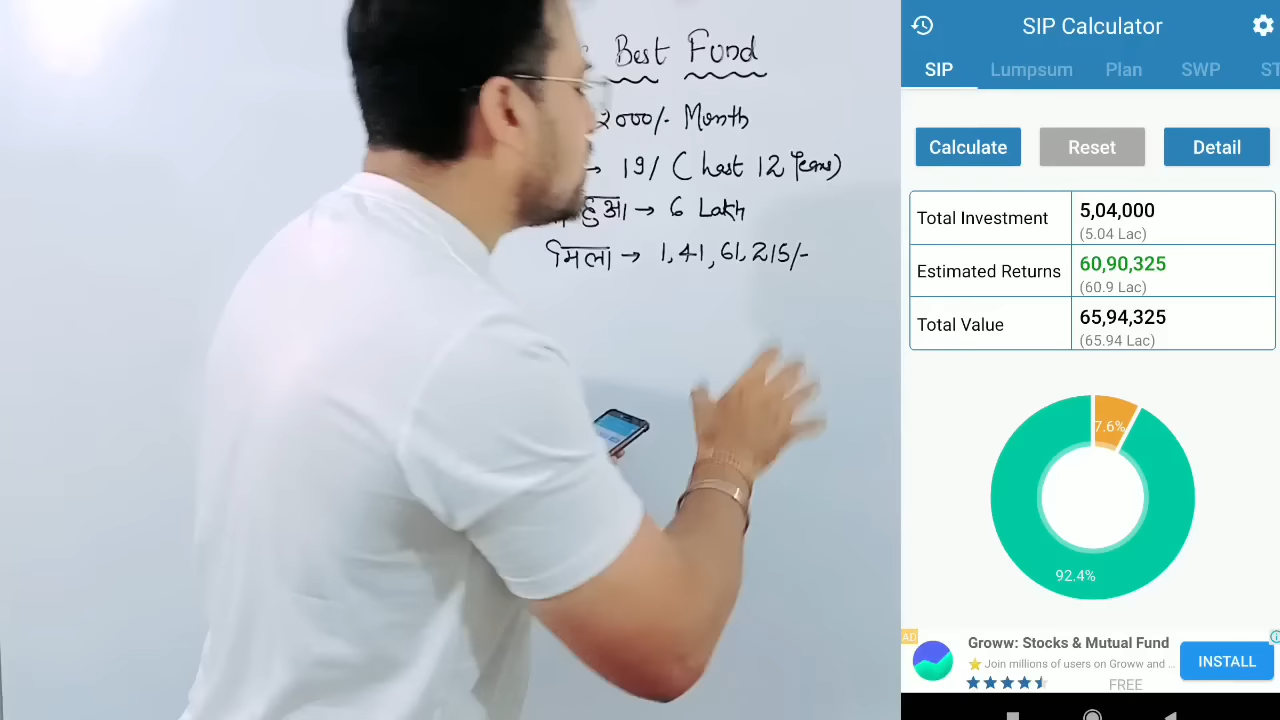 Best Fund
2000/- Month
→ 19/ ( Last 12 Years)
हुआ → 6 Lakh
मिला → 1,41,61,215/-
SIP Calculator
SIP Lumpsum Plan SWP ST
Calculate Reset Detail
Total Investment 5,04,000
(5.04 Lac)
Estimated Returns 60,90,325
(60.9 Lac)
Total Value 65,94,325
(65.94 Lac)
7.6%
92.4%
AD
Groww: Stocks & Mutual Fund
Join millions of users on Groww and ...
FREE
INSTALL